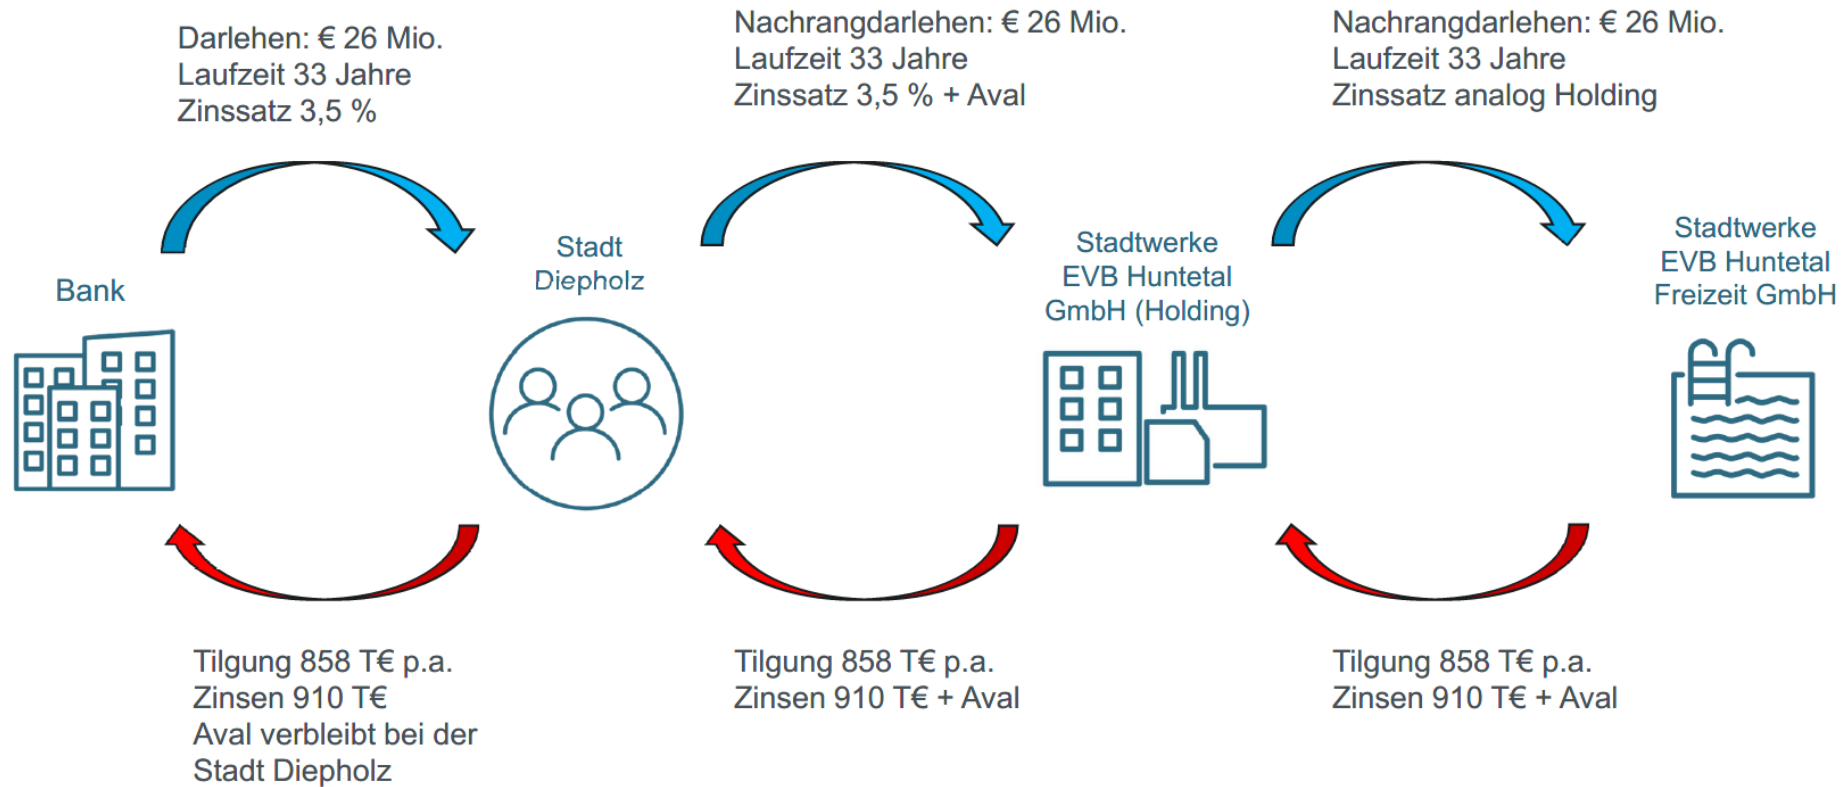 Darlehen: € 26 Mio.
Laufzeit 33 Jahre
Zinssatz 3,5 %
Nachrangdarlehen: € 26 Mio.
Laufzeit 33 Jahre
Zinssatz 3,5 % + Aval
Nachrangdarlehen: € 26 Mio.
Laufzeit 33 Jahre
Zinssatz analog Holding
Bank
Stadt
Diepholz
Stadtwerke
EVB Huntetal
GmbH (Holding)
Stadtwerke
EVB Huntetal
Freizeit GmbH
Tilgung 858 T€ p.a.
Zinsen 910 T€
Aval verbleibt bei der
Stadt Diepholz
Tilgung 858 T€ p.a.
Zinsen 910 T€ + Aval
Tilgung 858 T€ p.a.
Zinsen 910 T€ + Aval